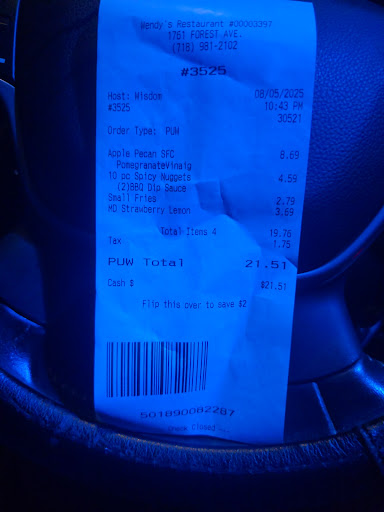 Wendy's Restaurant #00003397
1761 FOREST AVE.
(718) 981-2102
#3525
Host: Wisdom 08/05/2025
#3525 10:43 PM
30521
Order Type: PUW
Apple Pecan SFC 8.69
PomegranateVinaig
10 pc Spicy Nuggets 4.59
(2)BBQ Dip Sauce
Small Fries 2.79
MD Strawberry Lemon 3.69
Total Items 4 19.76
Tax 1.75
PUW Total 21.51
Cash $ $21.51
Flip this over to save $2
501890082287
Closed